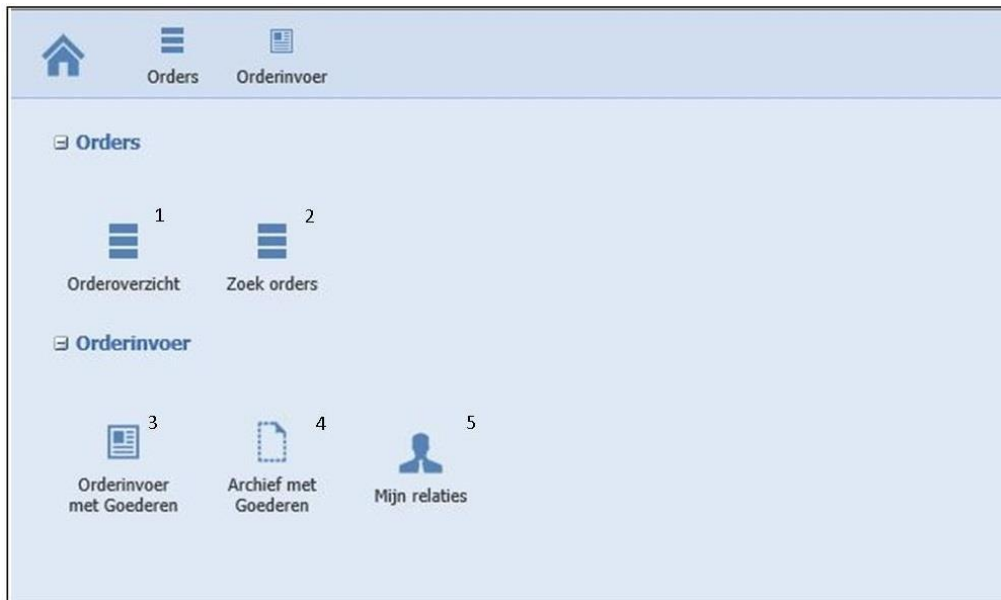 Orders Orderinvoer
Orders
1 2
Orderoverzicht Zoek orders
Orderinvoer
3 4 5
Orderinvoer met Goederen
Archief met Goederen
Mijn relaties